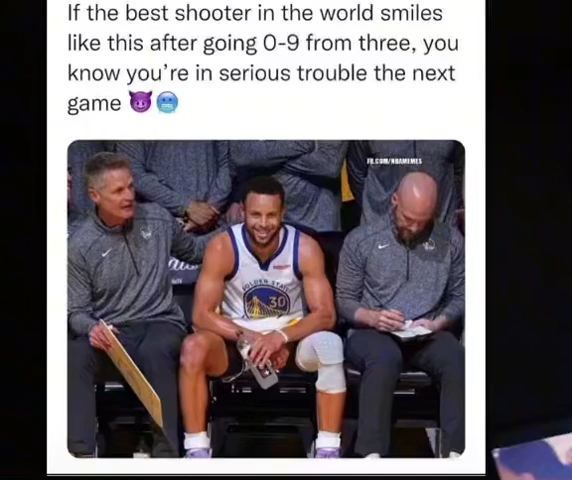 If the best shooter in the world smiles
like this after going 0-9 from three, you
know you're in serious trouble the next
game 😈🥶
FB.COM/NBAMEMES
GOLDEN STATE
30